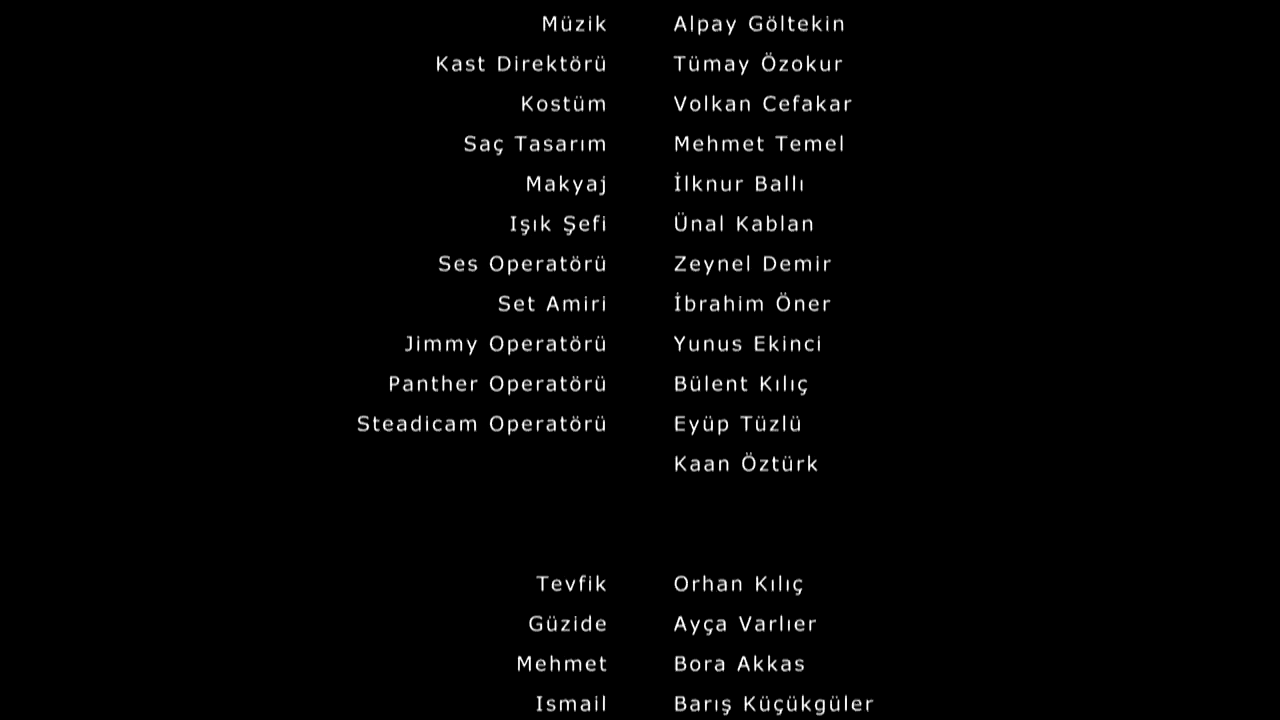 Müzik Alpay Göltekin
Kast Direktörü Tümay Özokur
Kostüm Volkan Cefakar
Saç Tasarım Mehmet Temel
Makyaj İlknur Ballı
Işık Şefi Ünal Kablan
Ses Operatörü Zeynel Demir
Set Amiri İbrahim Öner
Jimmy Operatörü Yunus Ekinci
Panther Operatörü Bülent Kılıç
Steadicam Operatörü Eyüp Tüzlü
Kaan Öztürk
Tevfik Orhan Kılıç
Güzide Ayça Varlıer
Mehmet Bora Akkas
Ismail Barış Küçükgüler